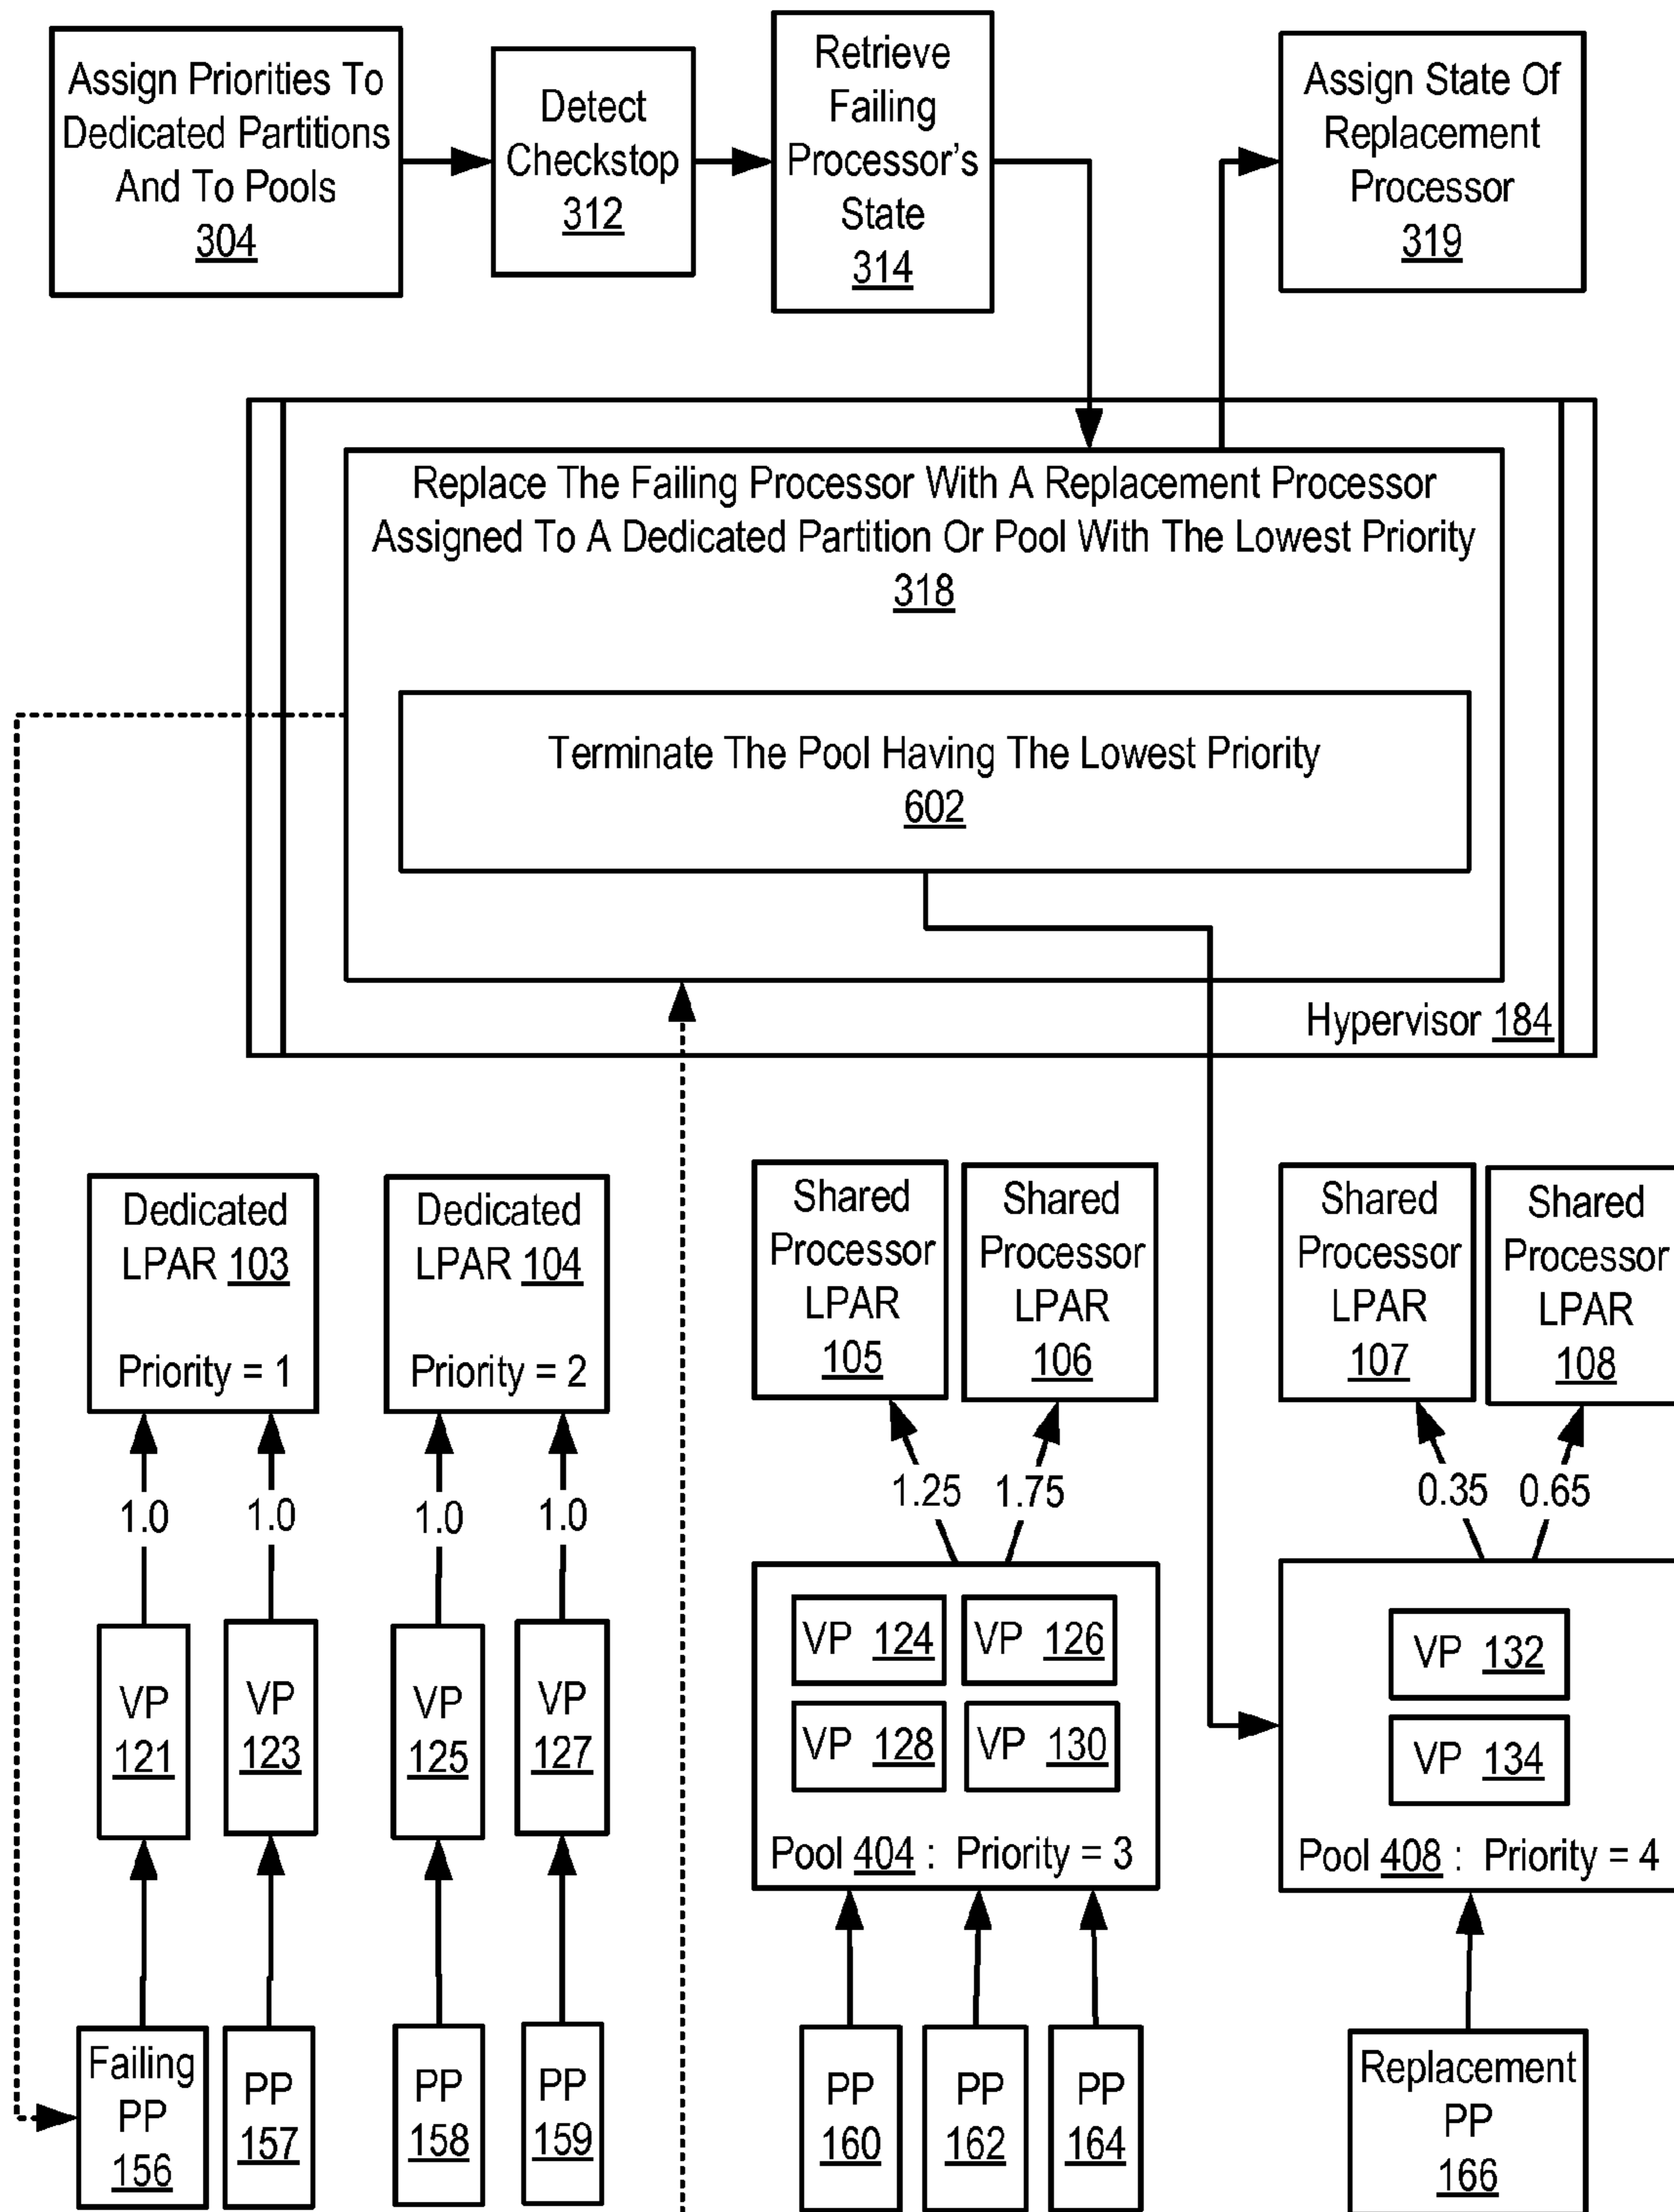 Assign Priorities To
Dedicated Partitions
And To Pools
304
Detect
Checkstop
312
Retrieve
Failing
Processor's
State
314
Assign State Of
Replacement
Processor
319
Replace The Failing Processor With A Replacement Processor
Assigned To A Dedicated Partition Or Pool With The Lowest Priority
318
Terminate The Pool Having The Lowest Priority
602
Hypervisor 184
Dedicated
LPAR 103
Priority = 1
Dedicated
LPAR 104
Priority = 2
Shared
Processor
LPAR
105
Shared
Processor
LPAR
106
Shared
Processor
LPAR
107
Shared
Processor
LPAR
108
1.0
1.0
1.0
1.0
1.25
1.75
0.35
0.65
VP
121
VP
123
VP
125
VP
127
VP 124
VP 126
VP 128
VP 130
Pool 404 : Priority = 3
VP 132
VP 134
Pool 408 : Priority = 4
Failing
PP
156
PP
157
PP
158
PP
159
PP
160
PP
162
PP
164
Replacement
PP
166